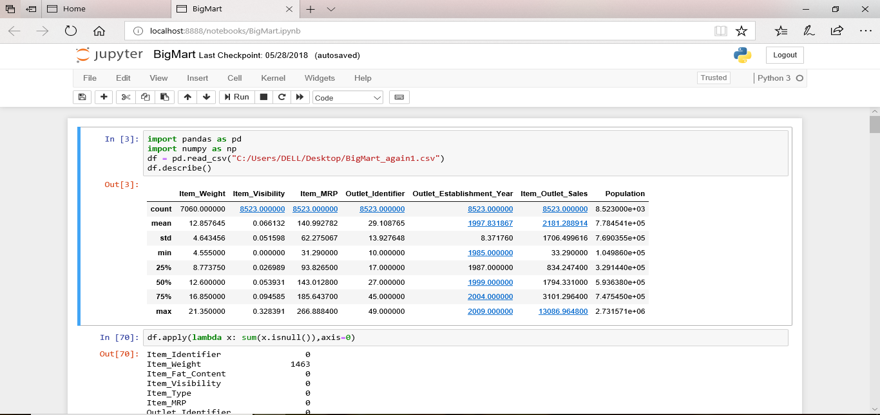 Home
BigMart
localhost:8888/notebooks/BigMart.ipynb
jupyter BigMart Last Checkpoint: 05/28/2018 (autosaved)
Logout
File Edit View Insert Cell Kernel Widgets Help
Trusted
Python 3
Run
Code
In [3]:
import pandas as pd
import numpy as np
df = pd.read_csv("C:/Users/DELL/Desktop/BigMart_again1.csv")
df.describe()
Out[3]:
Item_Weight Item_Visibility Item_MRP Outlet_Identifier Outlet_Establishment_Year Item_Outlet_Sales Population
count 7060.000000 8523.000000 8523.000000 8523.000000 8523.000000 8523.000000 8.523000e+03
mean 12.857645 0.066132 140.992782 29.108765 1997.831867 2181.288914 7.784541e+05
std 4.643456 0.051598 62.275067 13.927648 8.371760 1706.499616 7.690355e+05
min 4.555000 0.000000 31.290000 10.000000 1985.000000 33.290000 1.049860e+05
25% 8.773750 0.026989 93.826500 17.000000 1987.000000 834.247400 3.291440e+05
50% 12.600000 0.053931 143.012800 27.000000 1999.000000 1794.331000 5.936380e+05
75% 16.850000 0.094585 185.643700 45.000000 2004.000000 3101.296400 7.475450e+05
max 21.350000 0.328391 266.888400 49.000000 2009.000000 13086.964800 2.731571e+06
In [70]: df.apply(lambda x: sum(x.isnull()),axis=0)
Out[70]:
Item_Identifier 0
Item_Weight 1463
Item_Fat_Content 0
Item_Visibility 0
Item_Type 0
Item_MRP 0
Outlet_Identifier 0